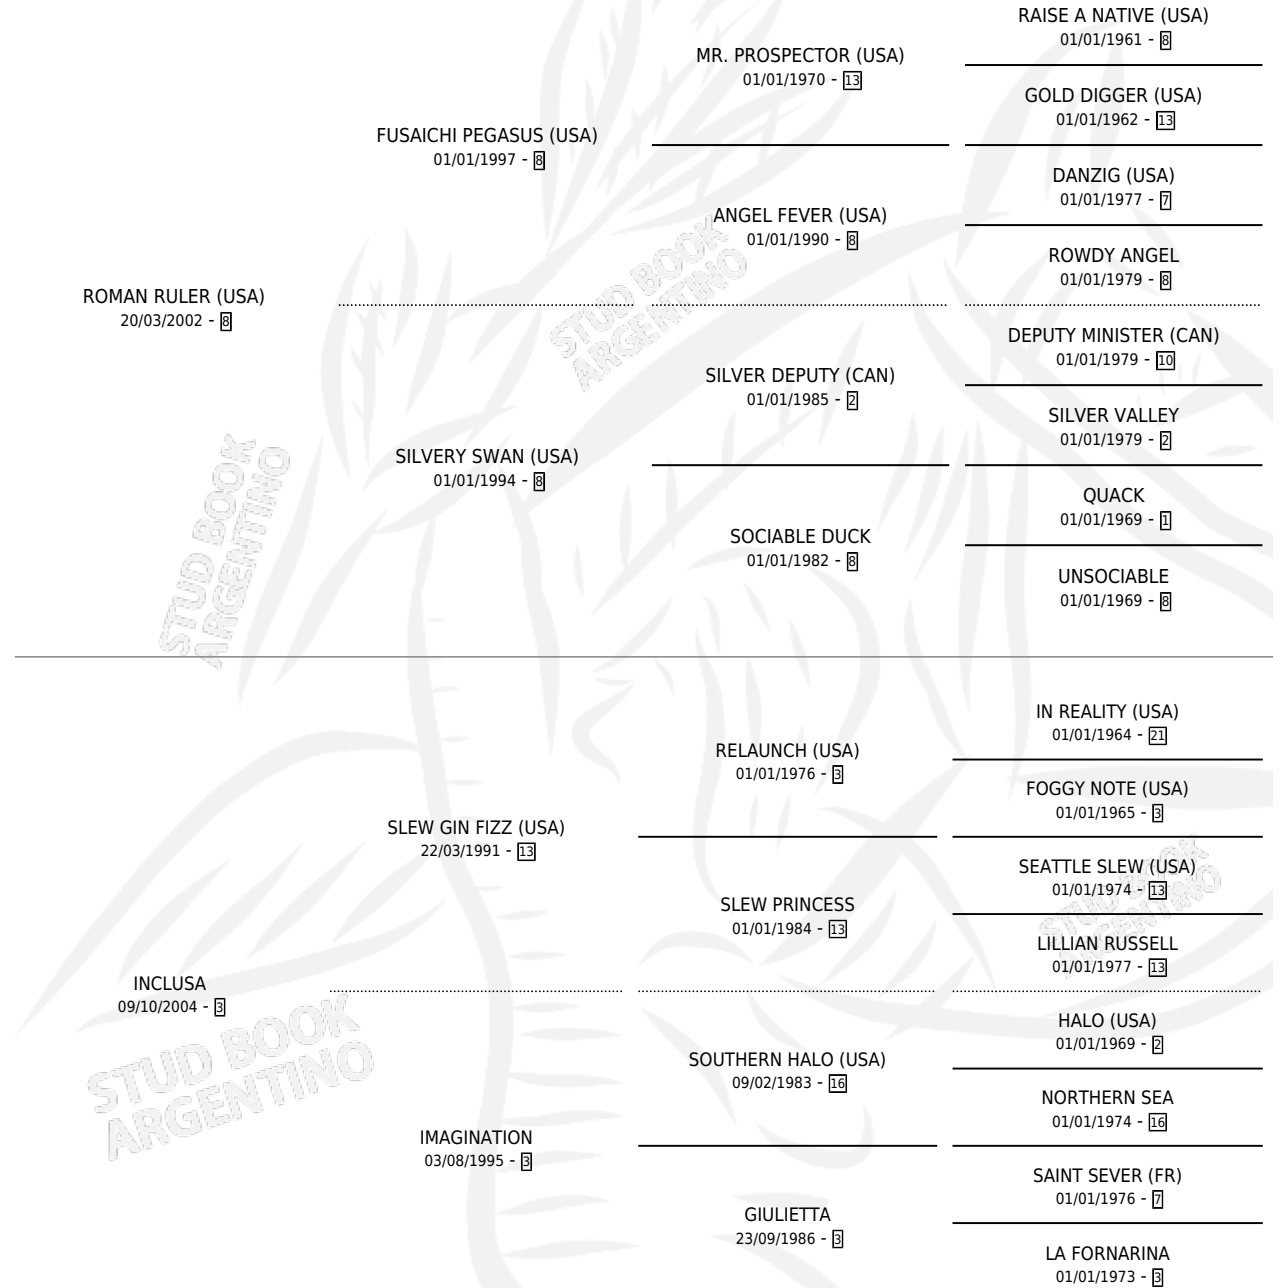 RAISE A NATIVE (USA)
01/01/1961 - 8
MR. PROSPECTOR (USA)
01/01/1970 - 13
GOLD DIGGER (USA)
01/01/1962 - 13
FUSAICHI PEGASUS (USA)
01/01/1997 - 8
DANZIG (USA)
01/01/1977 - 7
ANGEL FEVER (USA)
01/01/1990 - 8
ROWDY ANGEL
01/01/1979 - 8
STUD BOOK
ARGENTINO
ROMAN RULER (USA)
20/03/2002 - 8
DEPUTY MINISTER (CAN)
01/01/1979 - 10
SILVER DEPUTY (CAN)
01/01/1985 - 2
SILVER VALLEY
01/01/1979 - 2
SILVERY SWAN (USA)
01/01/1994 - 8
QUACK
01/01/1969 - 1
SOCIABLE DUCK
01/01/1982 - 8
UNSOCIABLE
01/01/1969 - 8
STUD BOOK
ARGENTINO
IN REALITY (USA)
01/01/1964 - 21
RELAUNCH (USA)
01/01/1976 - 3
FOGGY NOTE (USA)
01/01/1965 - 3
SLEW GIN FIZZ (USA)
22/03/1991 - 13
SEATTLE SLEW (USA)
01/01/1974 - 13
SLEW PRINCESS
01/01/1984 - 13
LILLIAN RUSSELL
01/01/1977 - 13
STUD BOOK
ARGENTINO
INCLUSA
09/10/2004 - 3
HALO (USA)
01/01/1969 - 2
SOUTHERN HALO (USA)
09/02/1983 - 16
NORTHERN SEA
01/01/1974 - 16
STUD BOOK
ARGENTINO
IMAGINATION
03/08/1995 - 3
SAINT SEVER (FR)
01/01/1976 - 7
GIULIETTA
23/09/1986 - 3
LA FORNARINA
01/01/1973 - 3